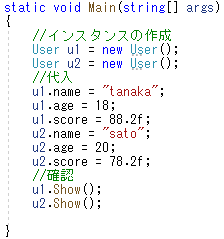 static void Main(string[] args)
{
//インスタンスの作成
User u1 = new User();
User u2 = new User();
//代入
u1.name = "tanaka";
u1.age = 18;
u1.score = 88.2f;
u2.name = "sato";
u2.age = 20;
u2.score = 78.2f;
//確認
u1.Show();
u2.Show();
}